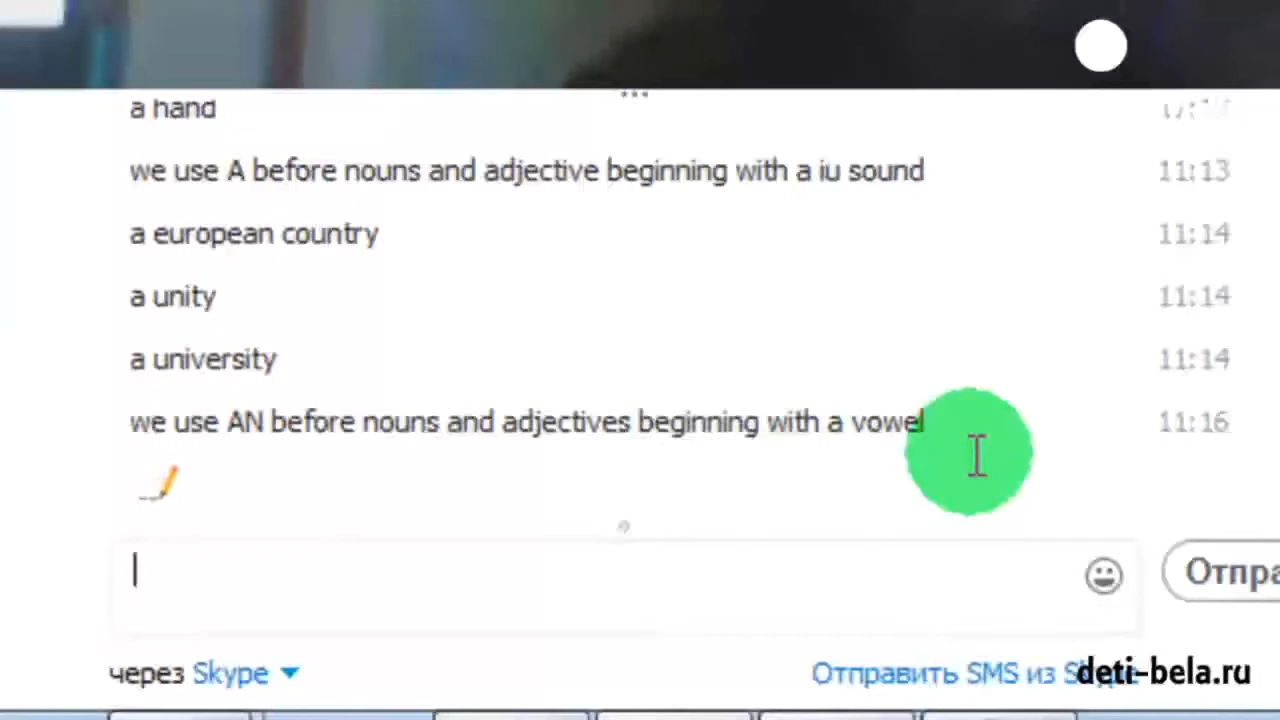 a hand
we use A before nouns and adjective beginning with a iu sound 11:13
a european country 11:14
a unity 11:14
a university 11:14
we use AN before nouns and adjectives beginning with a vowel 11:16
через Skype
Отправить SMS из
deti-bela.ru